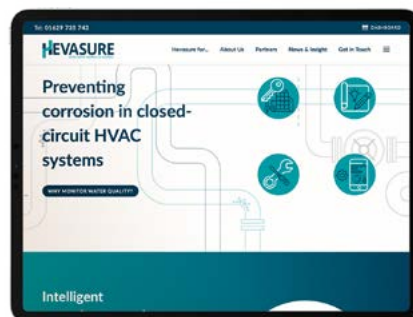 Tel: 01629 735 743
DASHBOARD
HEVASURE
Hevasure for...
About Us
Partners
News & Insight
Get in Touch
Preventing
corrosion in closed-
circuit HVAC
systems
WHY MONITOR WATER QUALITY?
Intelligent